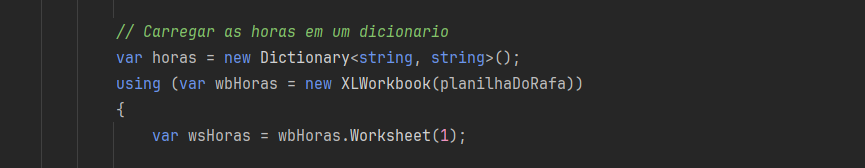 // Carregar as horas em um dicionario
var horas = new Dictionary<string, string>();
using (var wbHoras = new XLWorkbook(planilhaDoRafa))
{
var wsHoras = wbHoras.Worksheet(1);